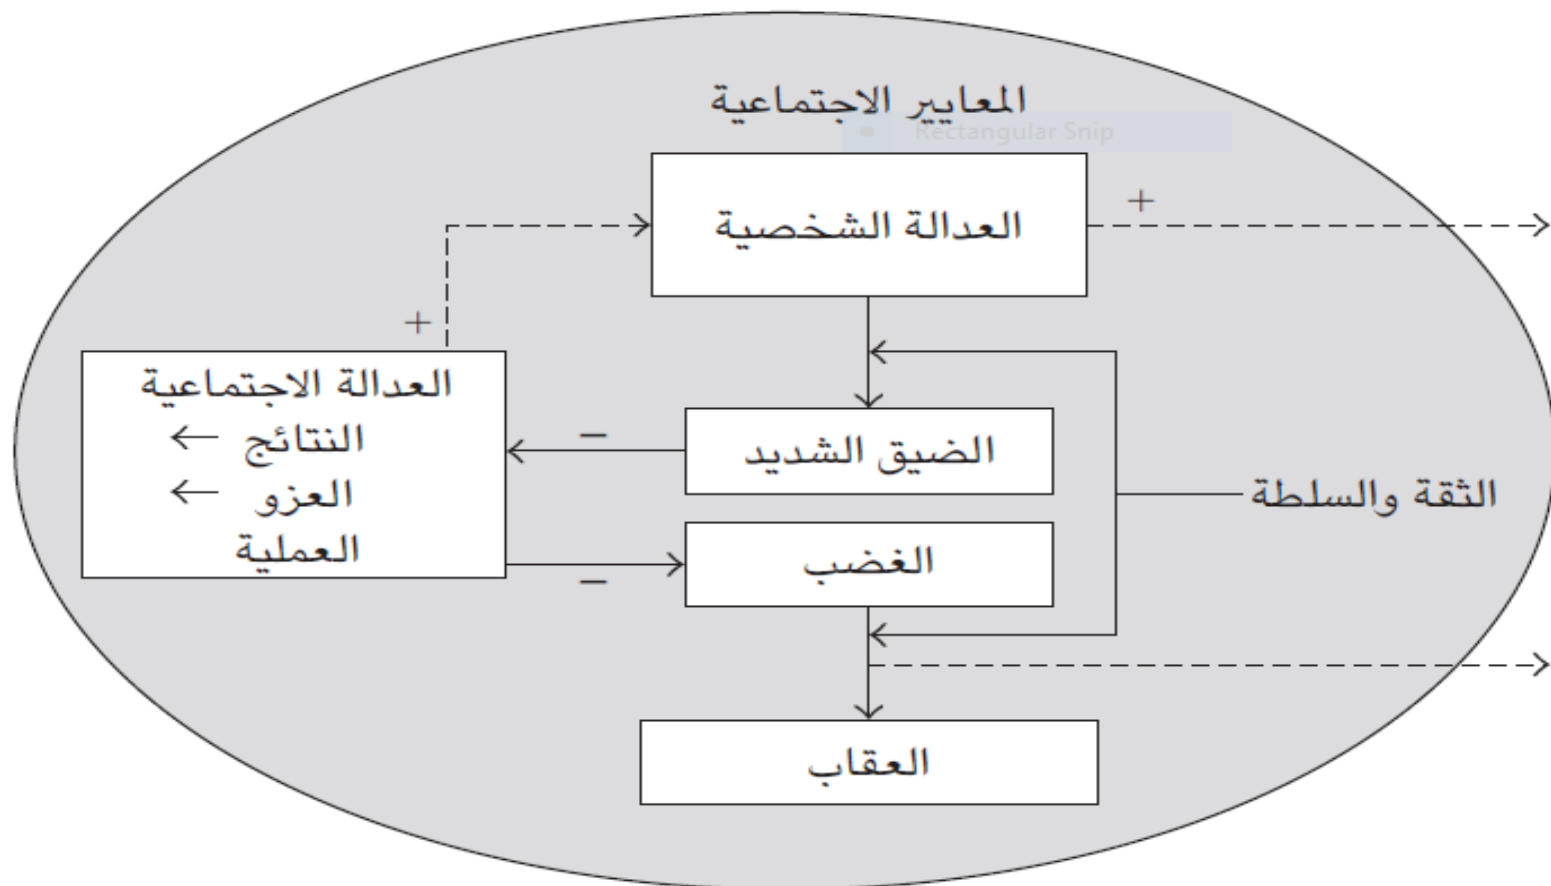 المعايير الاجتماعية
Rectangular Snip
العدالة الشخصية
+
+
العدالة الاجتماعية
النتائج ←
العزو ←
العملية
الضيق الشديد
–
الثقة والسلطة
الغضب
–
العقاب